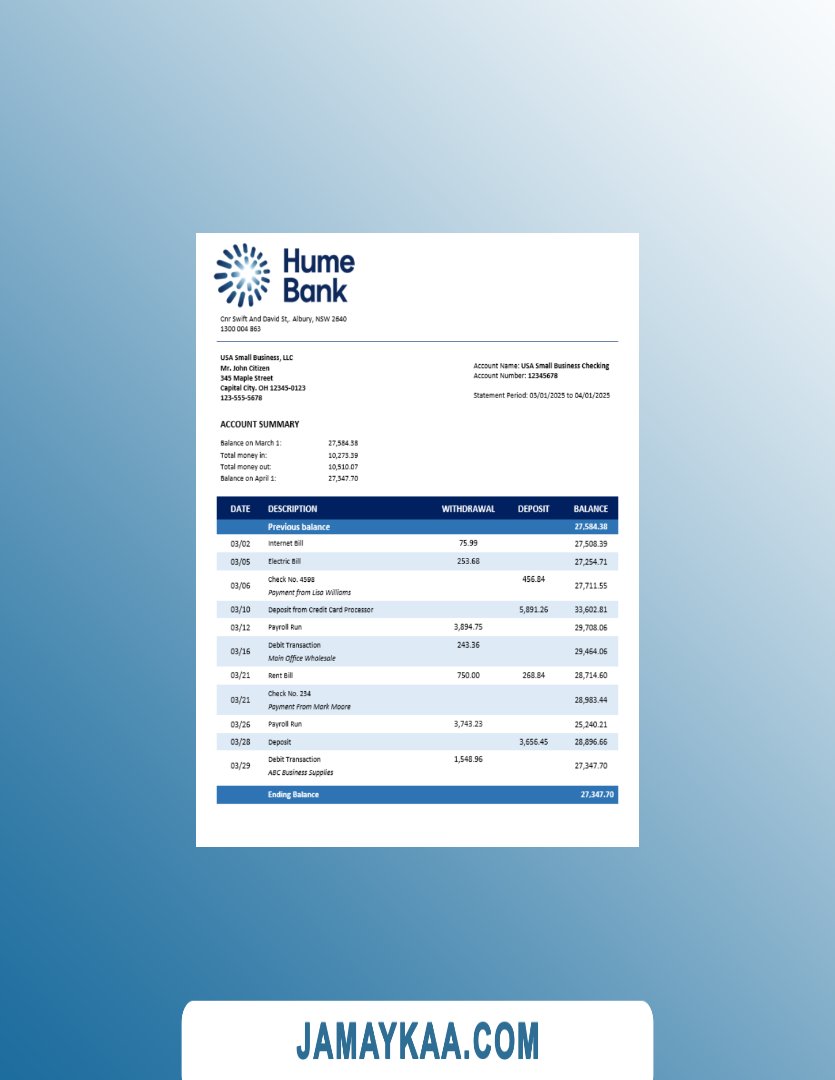 Hume
Bank
Cnr Swift And David St,. Albury, NSW 2640
1300 004 863
USA Small Business, LLC
Mr. John Citizen
345 Maple Street
Capital City. OH 12345-0123
123-555-5678
Account Name: USA Small Business Checking
Account Number: 12345678
Statement Period: 03/01/2025 to 04/01/2025
ACCOUNT SUMMARY
Balance on March 1: 27,584.38
Total money in: 10,273.39
Total money out: 10,510.07
Balance on April 1: 27,347.70
DATE DESCRIPTION WITHDRAWAL DEPOSIT BALANCE
Previous balance 27,584.38
03/02 Internet Bill 75.99 27,508.39
03/05 Electric Bill 253.68 27,254.71
03/06 Check No. 4598 456.84 27,711.55
Payment from Lisa Williams
03/10 Deposit from Credit Card Processor 5,891.26 33,602.81
03/12 Payroll Run 3,894.75 29,708.06
03/16 Debit Transaction 243.36 29,464.06
Main Office Wholesale
03/21 Rent Bill 750.00 268.84 28,714.60
03/21 Check No. 234 28,983.44
Payment From Mark Moore
03/26 Payroll Run 3,743.23 25,240.21
03/28 Deposit 3,656.45 28,896.66
03/29 Debit Transaction 1,548.96 27,347.70
ABC Business Supplies
Ending Balance 27,347.70
JAMAYKAA.COM